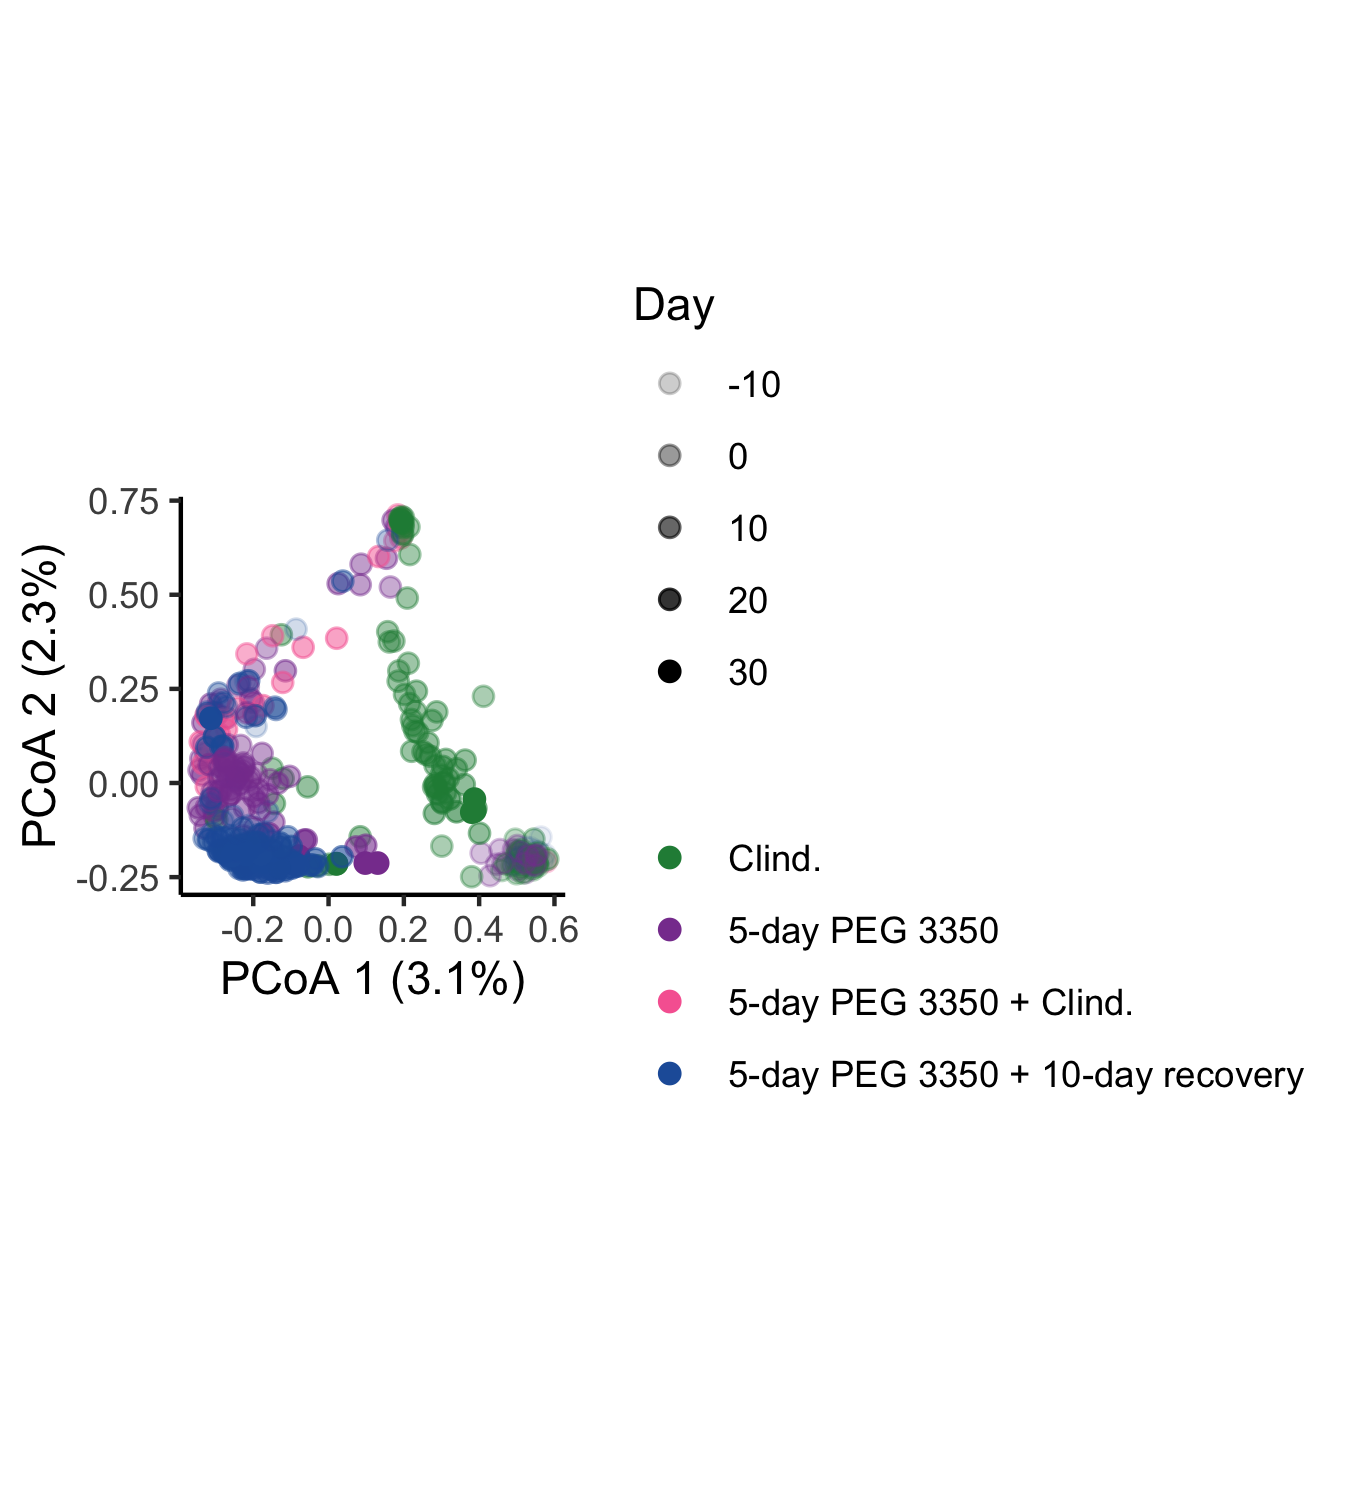 Day
-10
0
10
20
30
Clind.
5-day PEG 3350
5-day PEG 3350 + Clind.
5-day PEG 3350 + 10-day recovery
PCoA 2 (2.3%)
0.75
0.50
0.25
0.00
-0.25
-0.2 0.0 0.2 0.4 0.6
PCoA 1 (3.1%)